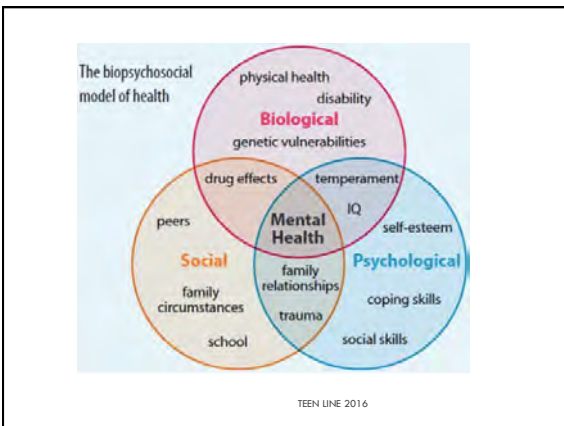 The biopsychosocial
model of health
physical health
disability
Biological
genetic vulnerabilities
drug effects
temperament
IQ
Mental
Health
peers
self-esteem
Social
Psychological
family
relationships
family
circumstances
coping skills
trauma
school
social skills
TEEN LINE 2016